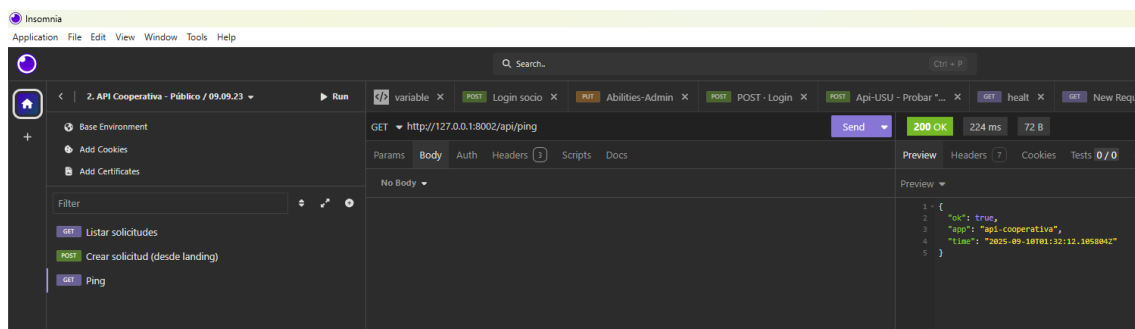 Insomnia
Application File Edit View Window Tools Help
Search.. Ctrl + P
2. API Cooperativa - Público / 09.09.23 Run
variable POST Login socio PUT Abilities-Admin POST POST - Login POST Api-USU - Probar "... GET healt GET New Requ
Base Environment
Add Cookies
Add Certificates
Filter
GET Listar solicitudes
POST Crear solicitud (desde landing)
GET Ping
GET http://127.0.0.1:8002/api/ping Send 200 OK 224 ms 72 B
Params Body Auth Headers 3 Scripts Docs
No Body
Preview Headers 7 Cookies Tests 0 / 0
Preview
1 {
2 "ok": true,
3 "app": "api-cooperativa",
4 "time": "2025-09-10T01:32:12.105804Z"
5 }